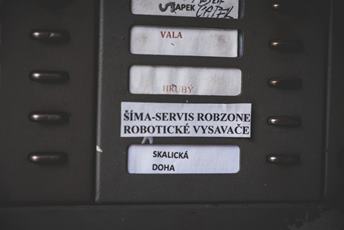 VALA
HRUBÝ
ŠÍMA-SERVIS ROBZONE
ROBOTICKÉ VYSAVAČE
SKALICKÁ
DOHA